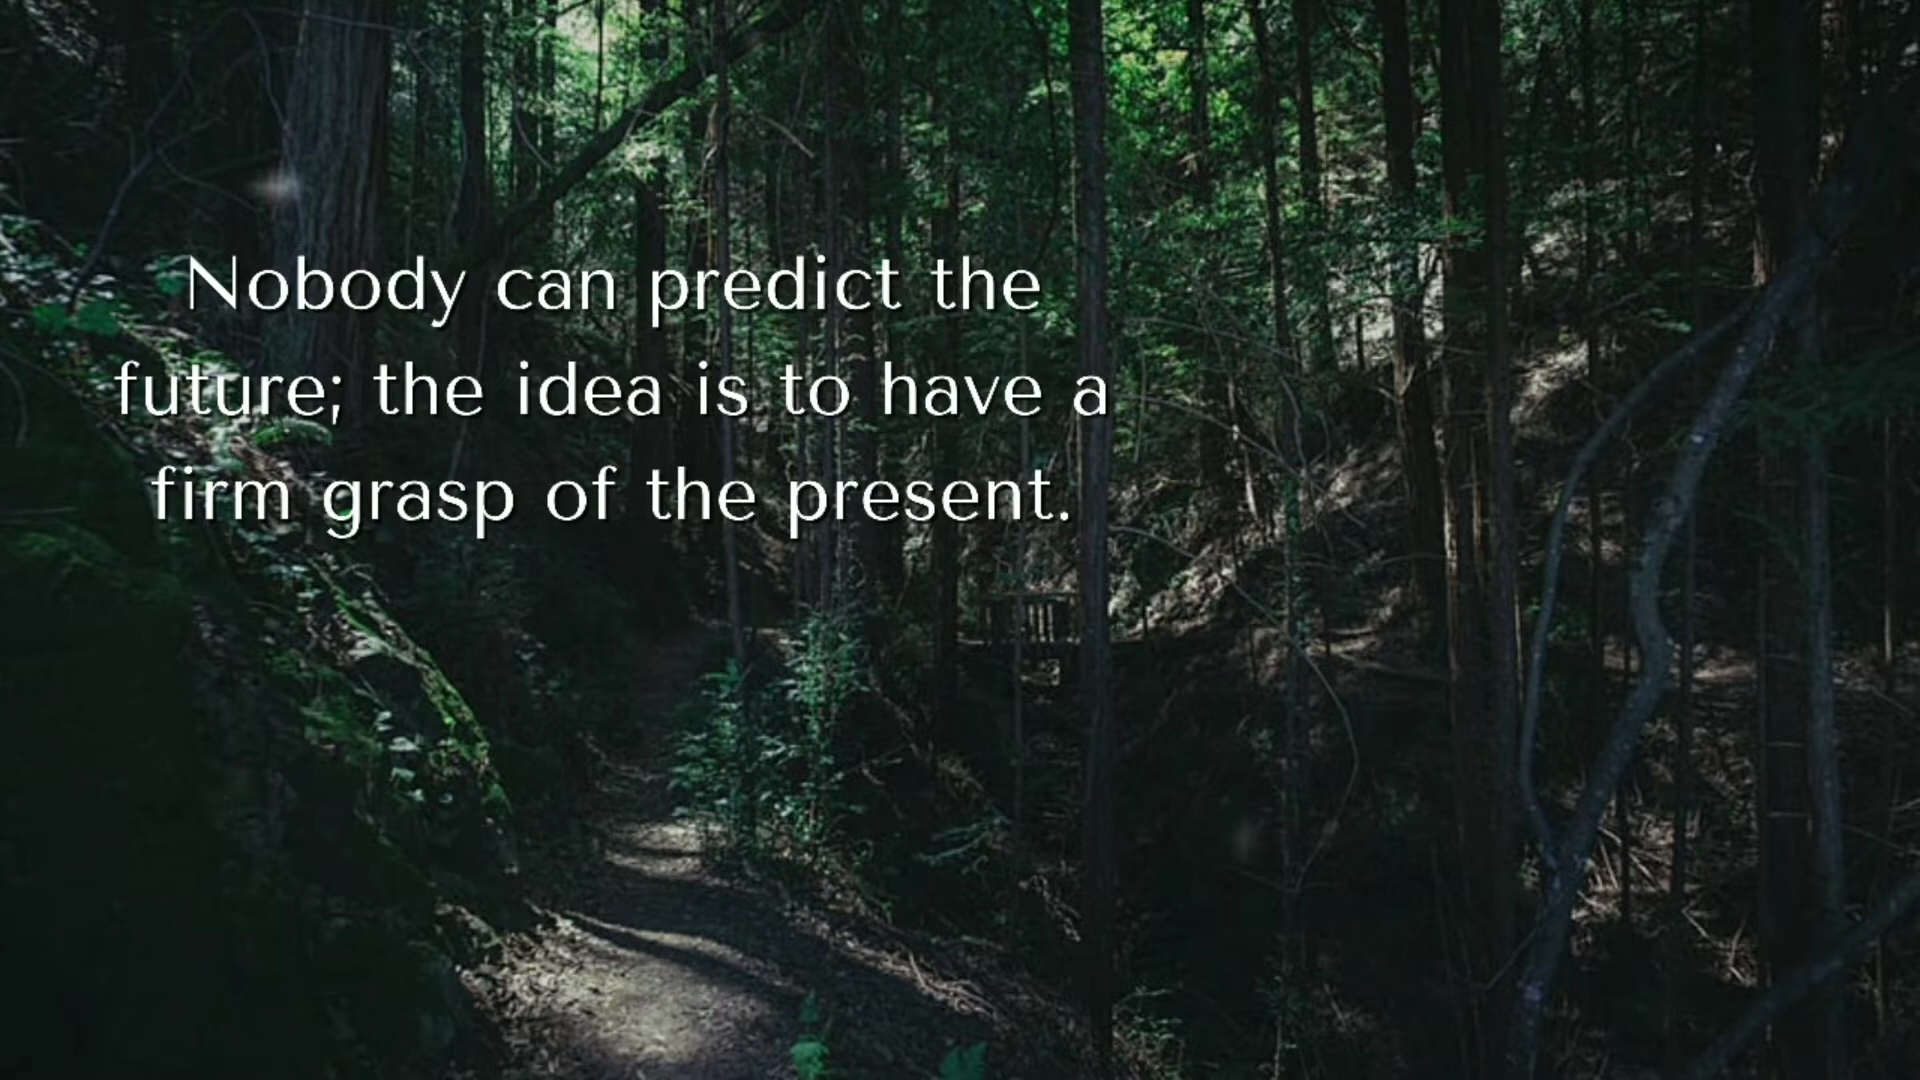 Nobody can predict the
future; the idea is to have a
firm grasp of the present.